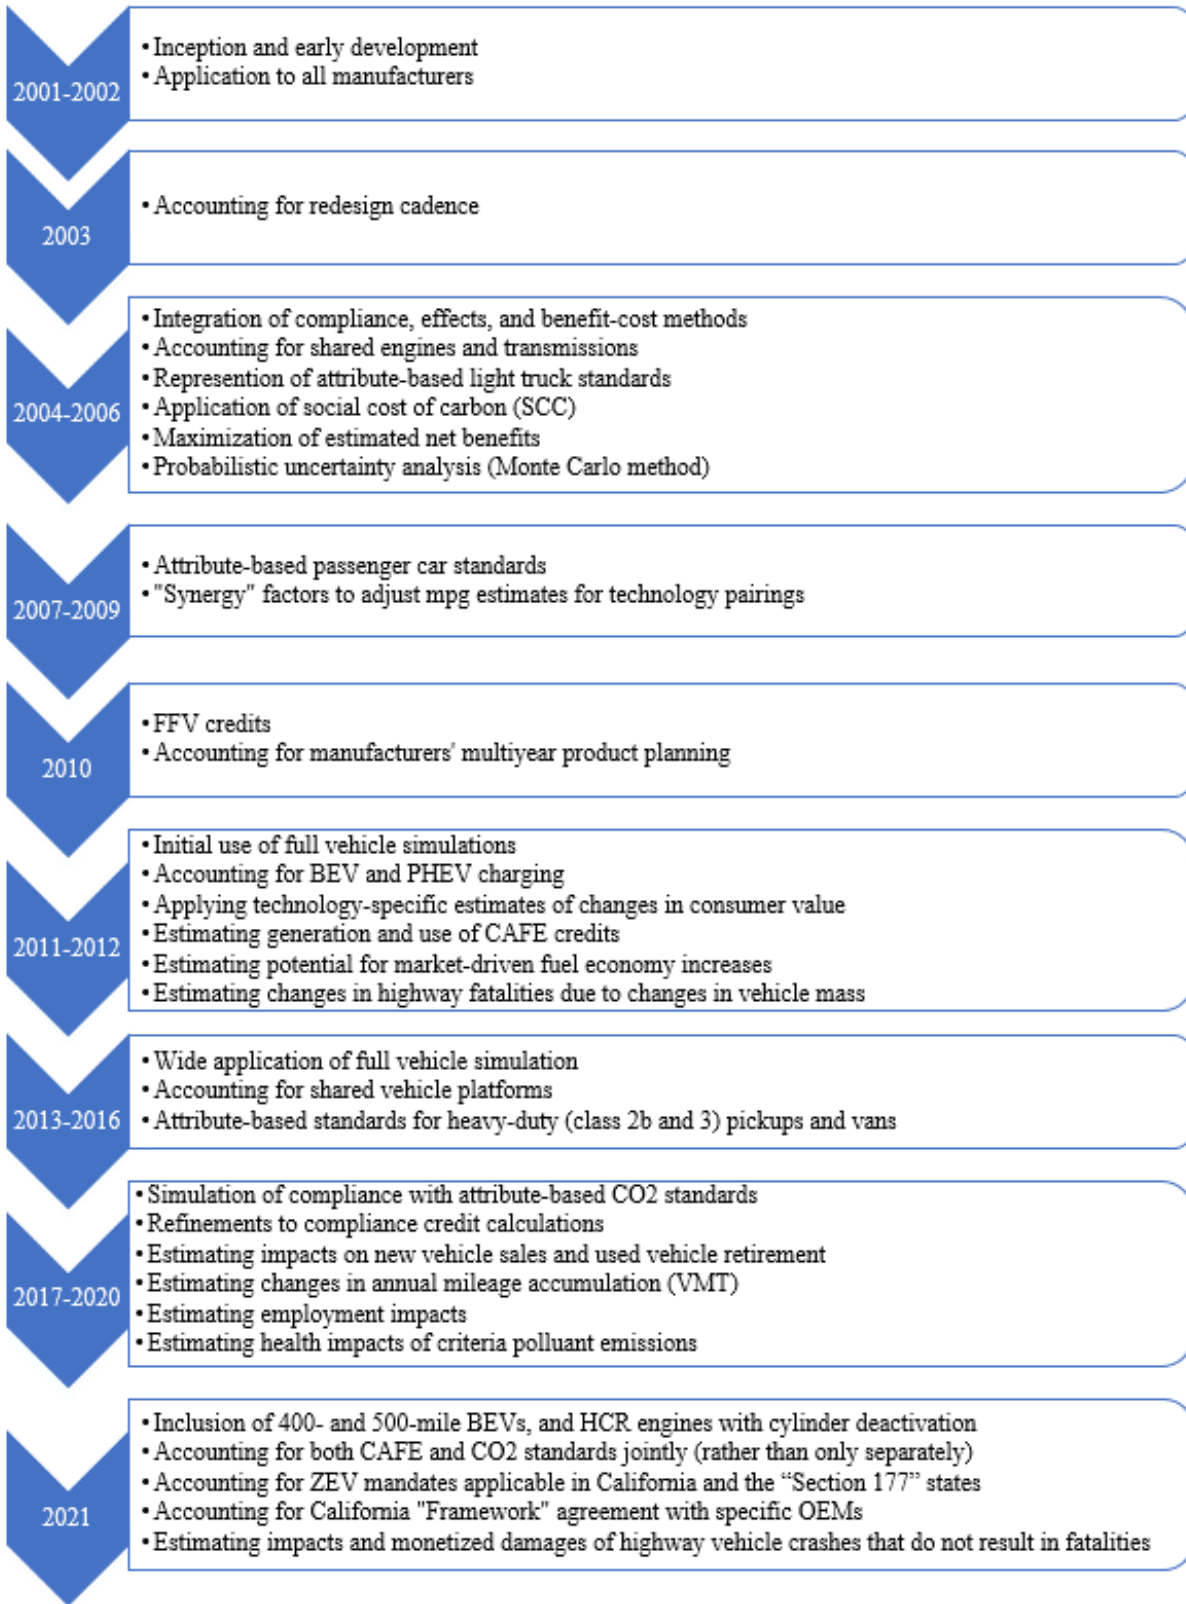 2001-2002
• Inception and early development
• Application to all manufacturers
2003
• Accounting for redesign cadence
2004-2006
• Integration of compliance, effects, and benefit-cost methods
• Accounting for shared engines and transmissions
• Represention of attribute-based light truck standards
• Application of social cost of carbon (SCC)
• Maximization of estimated net benefits
• Probabilistic uncertainty analysis (Monte Carlo method)
2007-2009
• Attribute-based passenger car standards
• "Synergy" factors to adjust mpg estimates for technology pairings
2010
• FFV credits
• Accounting for manufacturers' multiyear product planning
2011-2012
• Initial use of full vehicle simulations
• Accounting for BEV and PHEV charging
• Applying technology-specific estimates of changes in consumer value
• Estimating generation and use of CAFE credits
• Estimating potential for market-driven fuel economy increases
• Estimating changes in highway fatalities due to changes in vehicle mass
2013-2016
• Wide application of full vehicle simulation
• Accounting for shared vehicle platforms
• Attribute-based standards for heavy-duty (class 2b and 3) pickups and vans
2017-2020
• Simulation of compliance with attribute-based CO2 standards
• Refinements to compliance credit calculations
• Estimating impacts on new vehicle sales and used vehicle retirement
• Estimating changes in annual mileage accumulation (VMT)
• Estimating employment impacts
• Estimating health impacts of criteria polluant emissions
2021
• Inclusion of 400- and 500-mile BEVs, and HCR engines with cylinder deactivation
• Accounting for both CAFE and CO2 standards jointly (rather than only separately)
• Accounting for ZEV mandates applicable in California and the “Section 177” states
• Accounting for California "Framework" agreement with specific OEMs
• Estimating impacts and monetized damages of highway vehicle crashes that do not result in fatalities